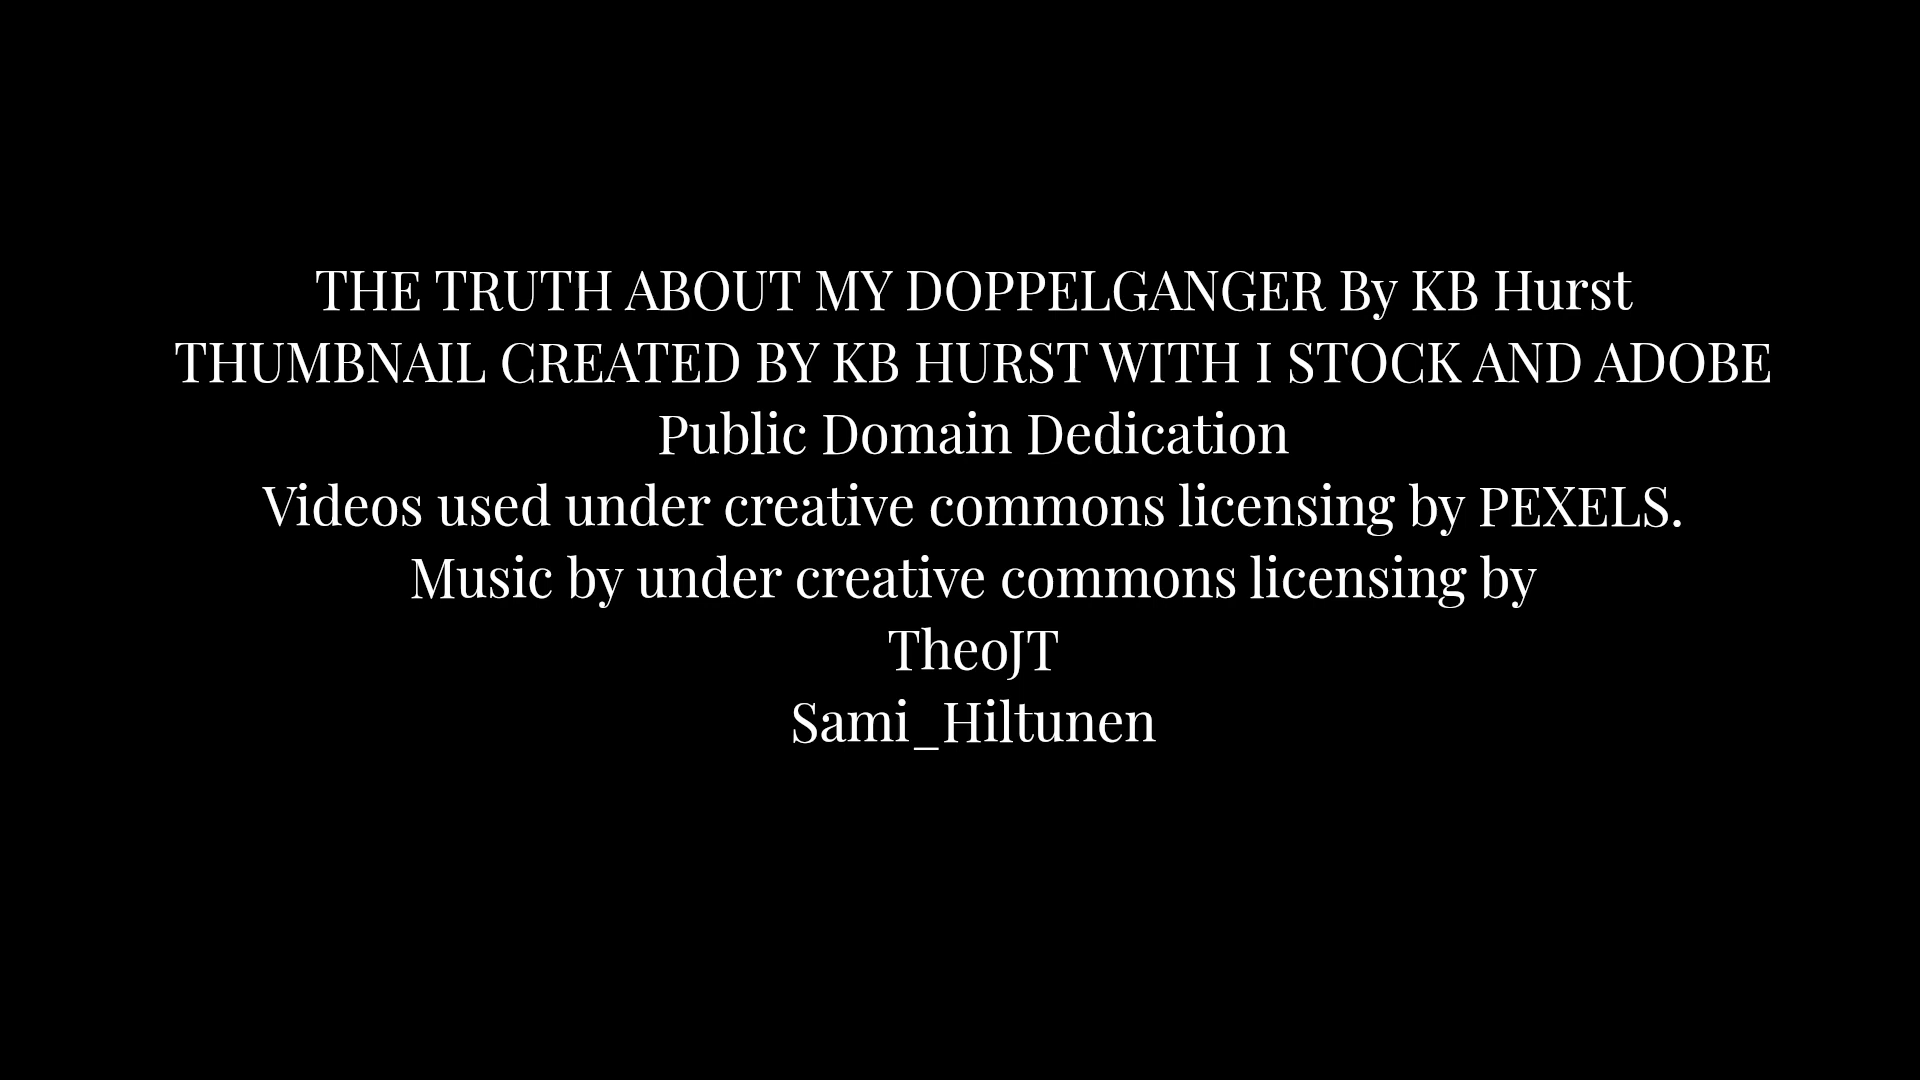 THE TRUTH ABOUT MY DOPPELGANGER By KB Hurst
THUMBNAIL CREATED BY KB HURST WITH I STOCK AND ADOBE
Public Domain Dedication
Videos used under creative commons licensing by PEXELS.
Music by under creative commons licensing by
TheoJT
Sami_Hiltunen